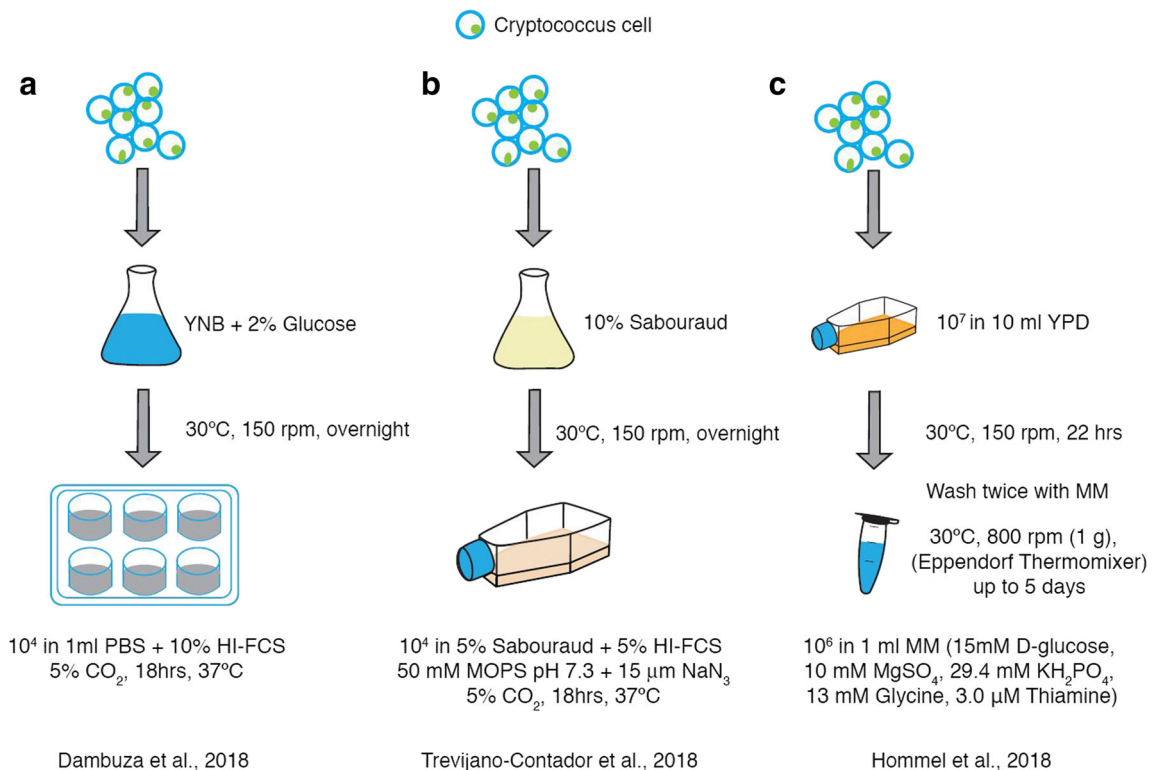 Cryptococcus cell
a
YNB + 2% Glucose
30ºC, 150 rpm, overnight
10⁴ in 1ml PBS + 10% HI-FCS
5% CO₂, 18hrs, 37ºC
Dambuza et al., 2018
b
10% Sabouraud
30ºC, 150 rpm, overnight
10⁴ in 5% Sabouraud + 5% HI-FCS
50 mM MOPS pH 7.3 + 15 µm NaN₃
5% CO₂, 18hrs, 37ºC
Trevijano-Contador et al., 2018
c
10⁷ in 10 ml YPD
30ºC, 150 rpm, 22 hrs
Wash twice with MM
30ºC, 800 rpm (1 g),
(Eppendorf Thermomixer)
up to 5 days
10⁶ in 1 ml MM (15mM D-glucose,
10 mM MgSO₄, 29.4 mM KH₂PO₄,
13 mM Glycine, 3.0 µM Thiamine)
Hommel et al., 2018